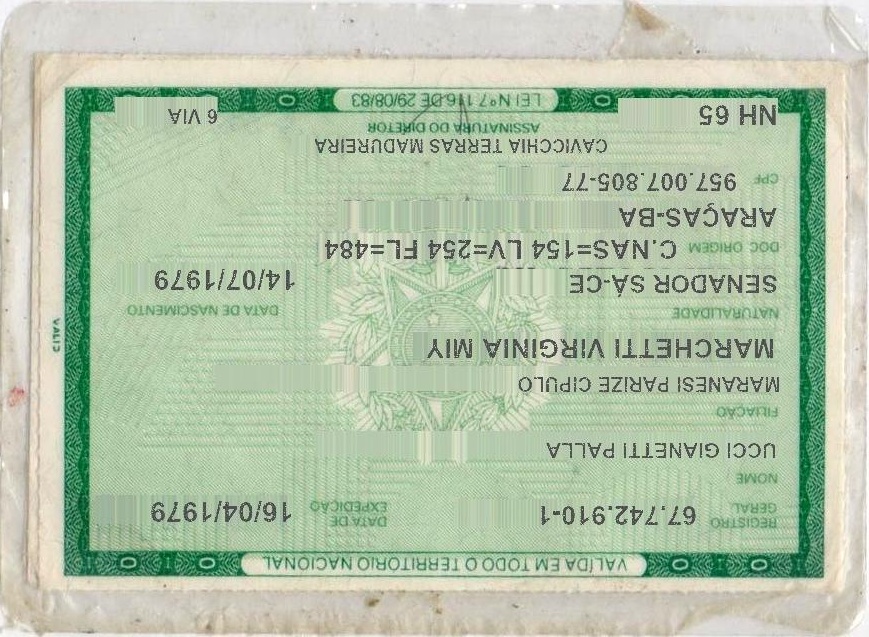 VALÍDA EM TODO O TERRITORIO NACIONAL
REGISTRO GERAL 67.742.910-1 DATA DE EXPEDIÇÃO 16/04/1979
NOME
UCCI GIANETTI PALLA
FILIAÇÃO
MARANESI PARIZE CIPULO
MARCHETTI VIRGINIA MIY
NATURALIDADE DATA DE NASCIMENTO
SENADOR SÁ-CE 14/07/1979
DOC ORIGEM C.NAS=154 LV=254 FL=484
ARAÇAS-BA
CPF 957.007.805-77
CAVICCHIA TERRAS MADUREIRA
ASSINATURA DO DIRETOR
NH 65 6 VIA
LEI Nº 7.116 DE 29/08/83